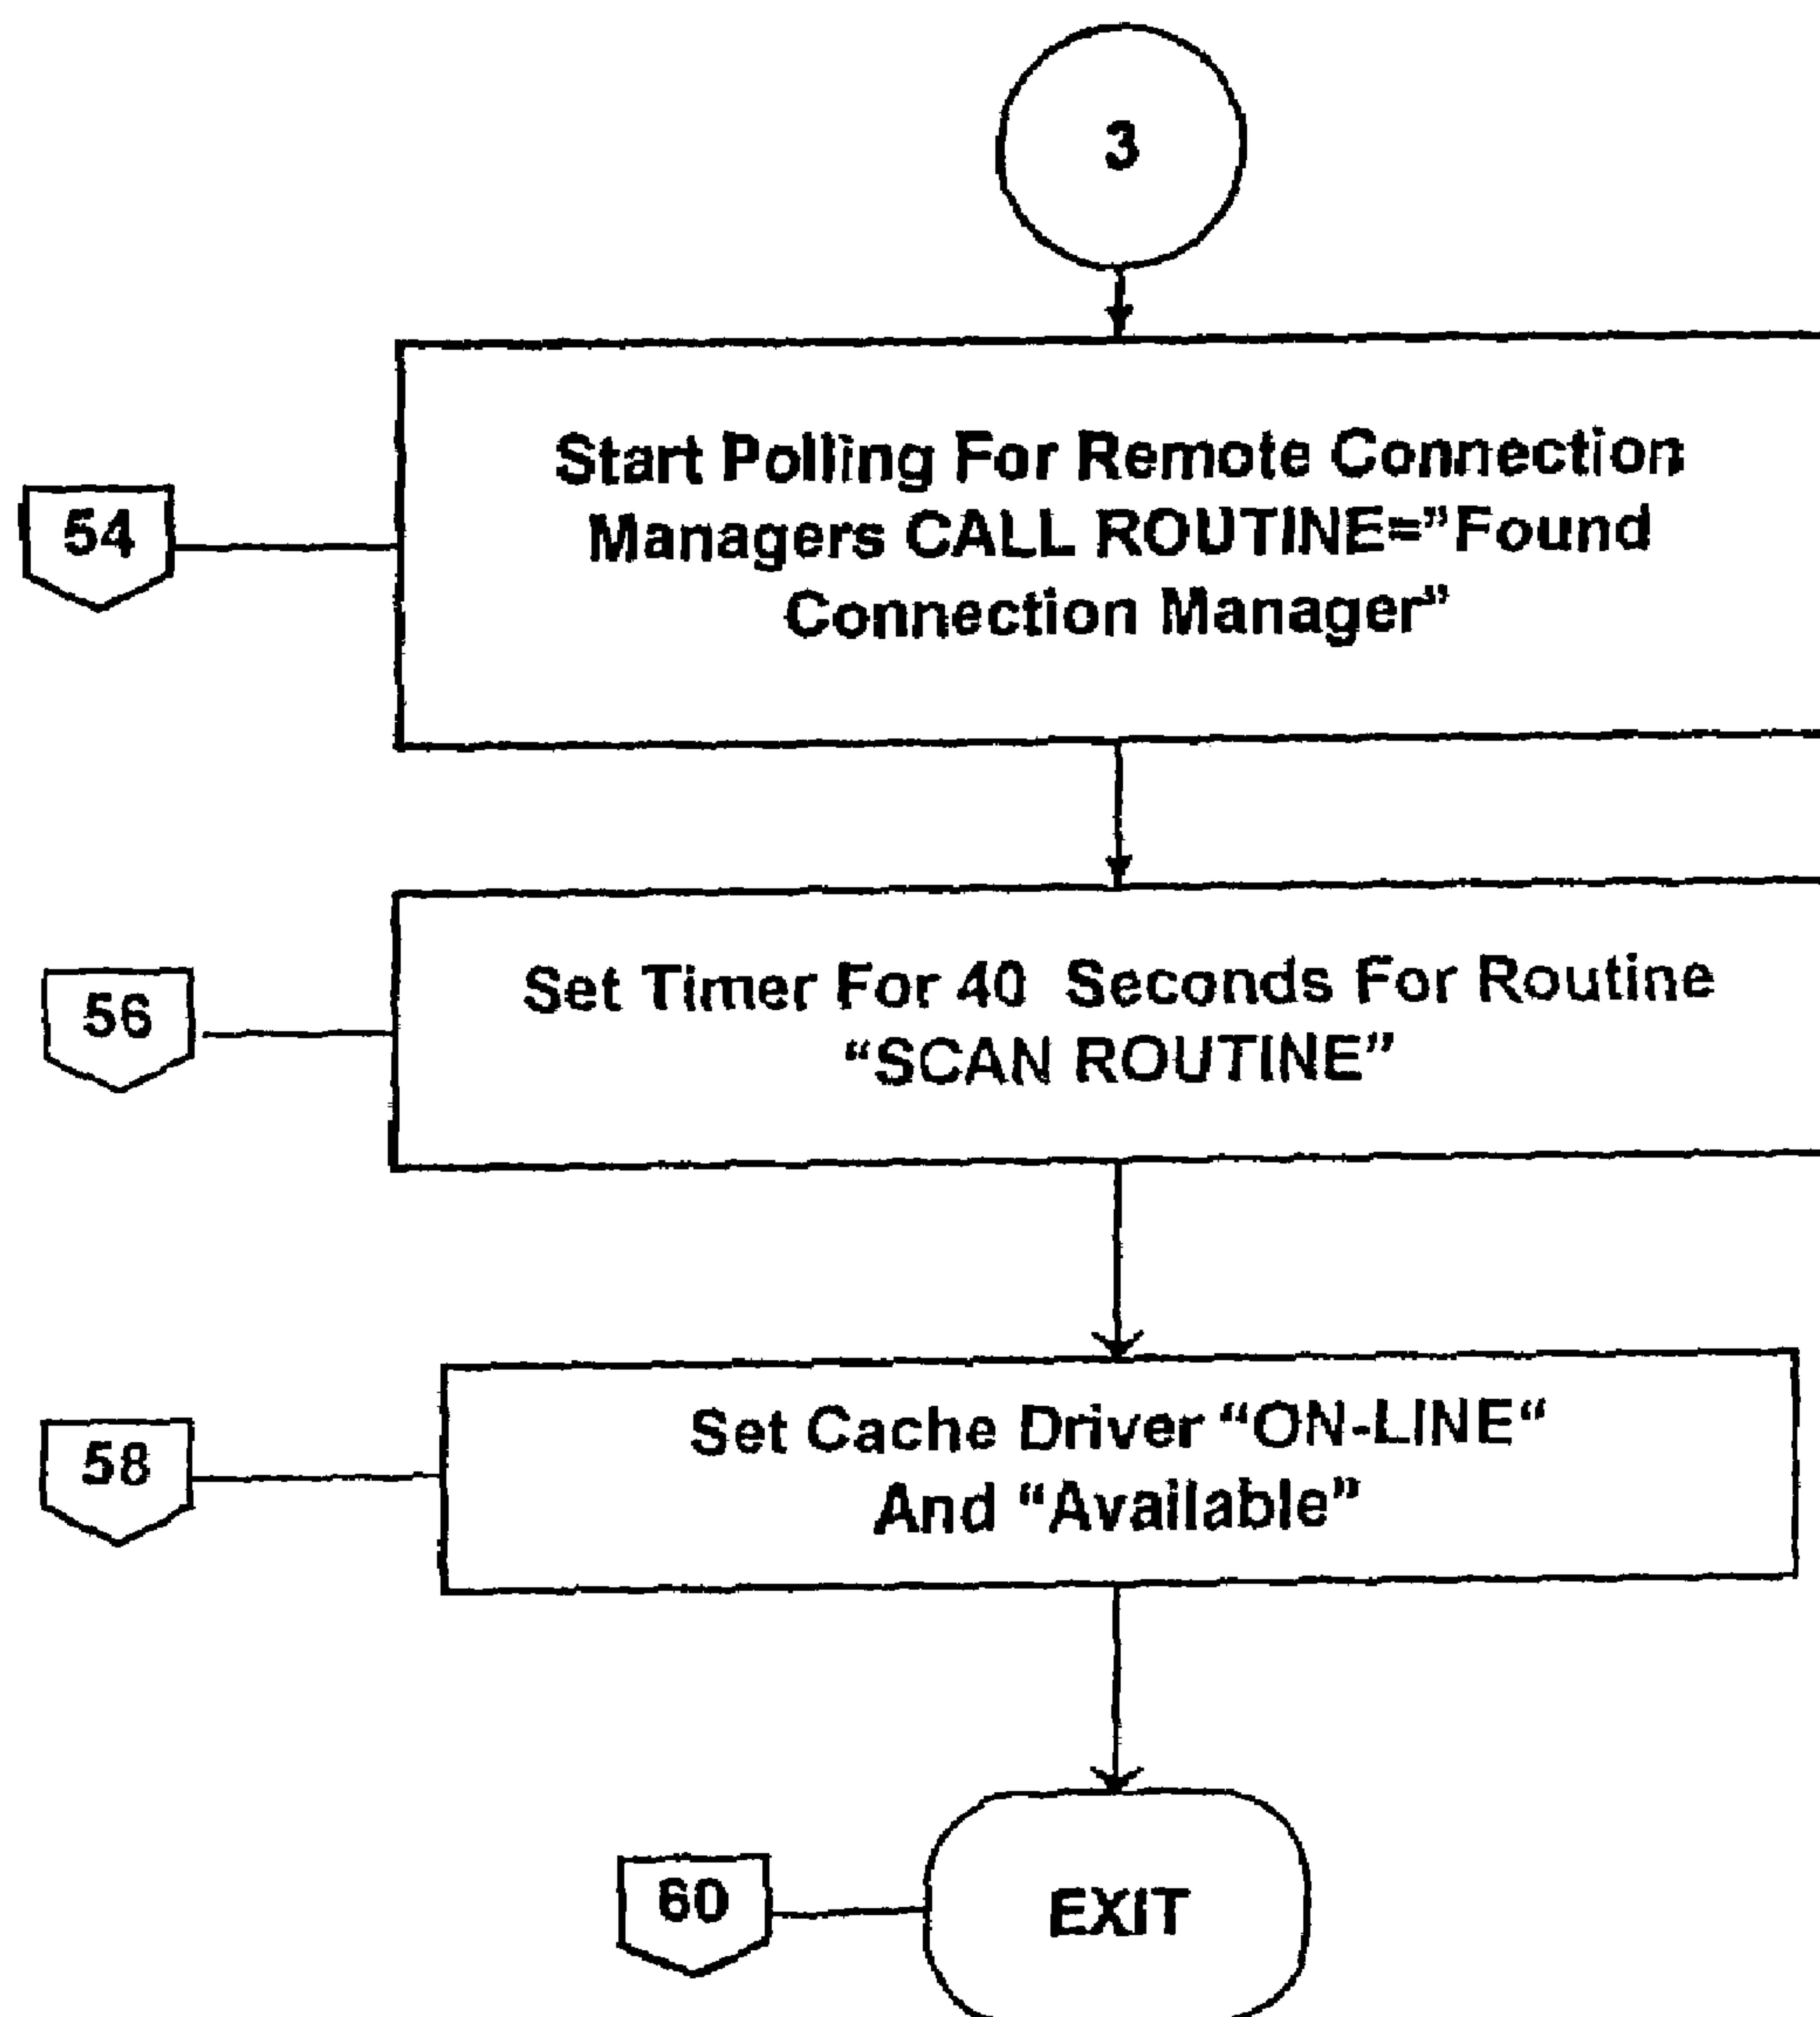 3
54
Start Polling For Remote Connection
Managers CALL ROUTINE=”Found
Connection Manager”
56
Set Timer For 40 Seconds For Routine
“SCAN ROUTINE”
58
Set Cache Driver “ON-LINE“
And “Available”
60
EXIT